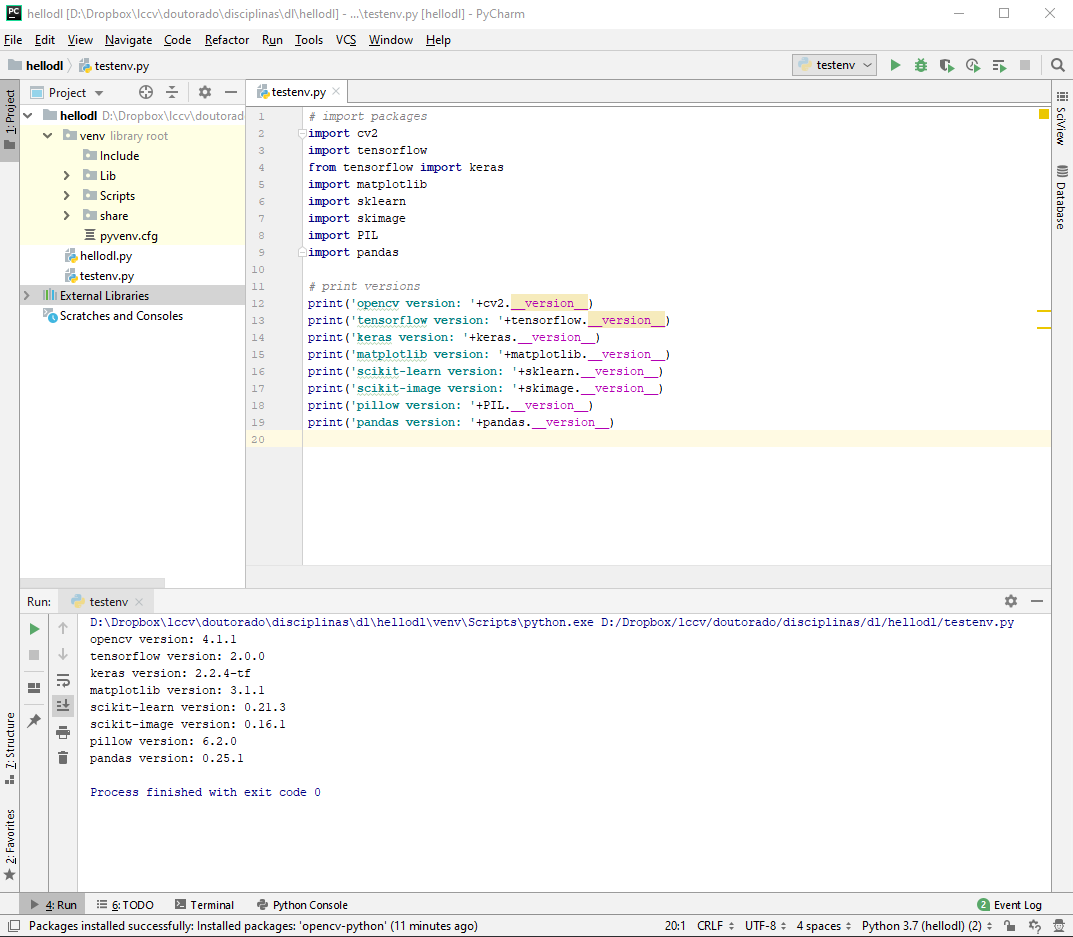 PC hellodl [D:\Dropbox\lccv\doutorado\disciplinas\dl\hellodl] - ...\testenv.py [hellodl] - PyCharm
File Edit View Navigate Code Refactor Run Tools VCS Window Help
hellodl testenv.py testenv
1: Project
Project
testenv.py
hellodl D:\Dropbox\lccv\doutorad
venv library root
Include
Lib
Scripts
share
pyvenv.cfg
hellodl.py
testenv.py
External Libraries
Scratches and Consoles
1 # import packages
2 import cv2
3 import tensorflow
4 from tensorflow import keras
5 import matplotlib
6 import sklearn
7 import skimage
8 import PIL
9 import pandas
10
11 # print versions
12 print('opencv version: '+cv2.__version__)
13 print('tensorflow version: '+tensorflow.__version__)
14 print('keras version: '+keras.__version__)
15 print('matplotlib version: '+matplotlib.__version__)
16 print('scikit-learn version: '+sklearn.__version__)
17 print('scikit-image version: '+skimage.__version__)
18 print('pillow version: '+PIL.__version__)
19 print('pandas version: '+pandas.__version__)
20
SciView
Database
Run: testenv
D:\Dropbox\lccv\doutorado\disciplinas\dl\hellodl\venv\Scripts\python.exe D:/Dropbox/lccv/doutorado/disciplinas/dl/hellodl/testenv.py
opencv version: 4.1.1
tensorflow version: 2.0.0
keras version: 2.2.4-tf
matplotlib version: 3.1.1
scikit-learn version: 0.21.3
scikit-image version: 0.16.1
pillow version: 6.2.0
pandas version: 0.25.1
Process finished with exit code 0
7: Structure
2: Favorites
4: Run 6: TODO Terminal Python Console 2 Event Log
Packages installed successfully: Installed packages: 'opencv-python' (11 minutes ago) 20:1 CRLF UTF-8 4 spaces Python 3.7 (hellodl) (2)